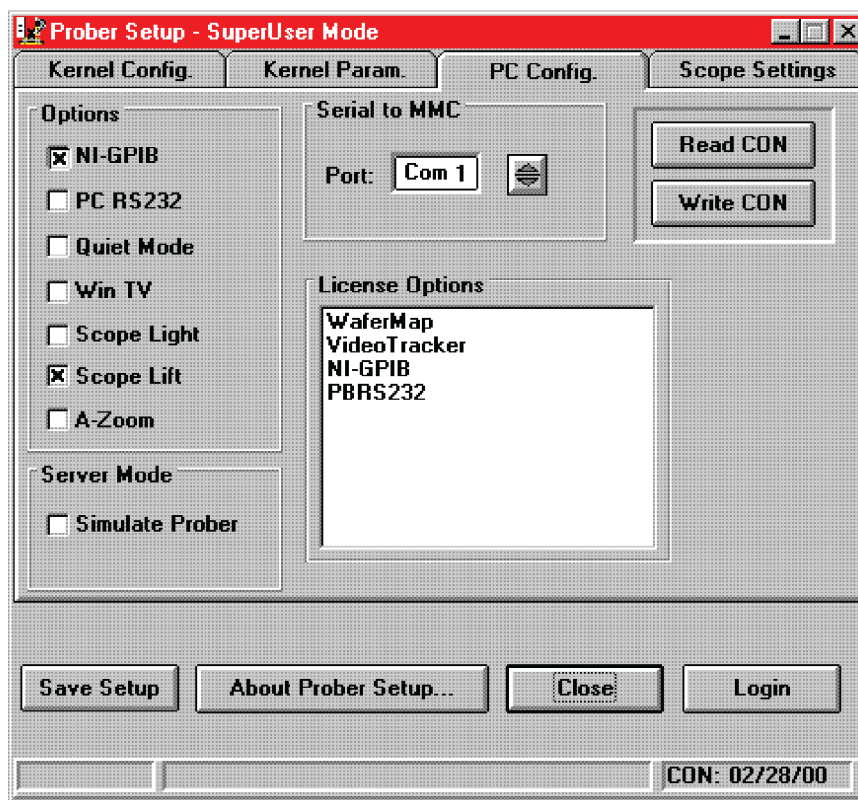 Prober Setup - SuperUser Mode
Kernel Config.
Kernel Param.
PC Config.
Scope Settings
Options
NI-GPIB
PC RS232
Quiet Mode
Win TV
Scope Light
Scope Lift
A-Zoom
Server Mode
Simulate Prober
Serial to MMC
Port: Com 1
Read CON
Write CON
License Options
WaferMap
VideoTracker
NI-GPIB
PBRS232
Save Setup
About Prober Setup...
Close
Login
CON: 02/28/00